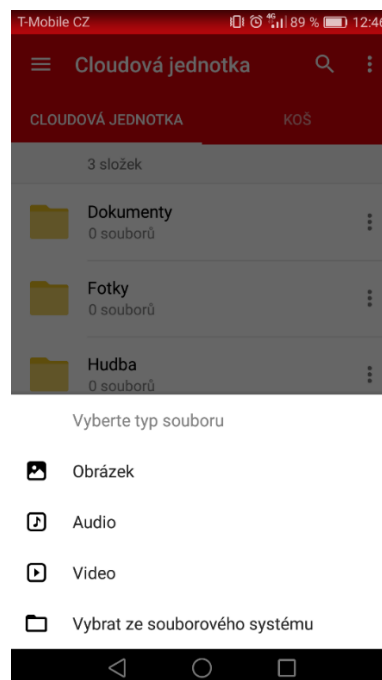 T-Mobile CZ 4G 89 % 12:46
Cloudová jednotka
CLOUDOVÁ JEDNOTKA KOŠ
3 složek
Dokumenty
0 souborů
Fotky
0 souborů
Hudba
0 souborů
Vyberte typ souboru
Obrázek
Audio
Video
Vybrat ze souborového systému